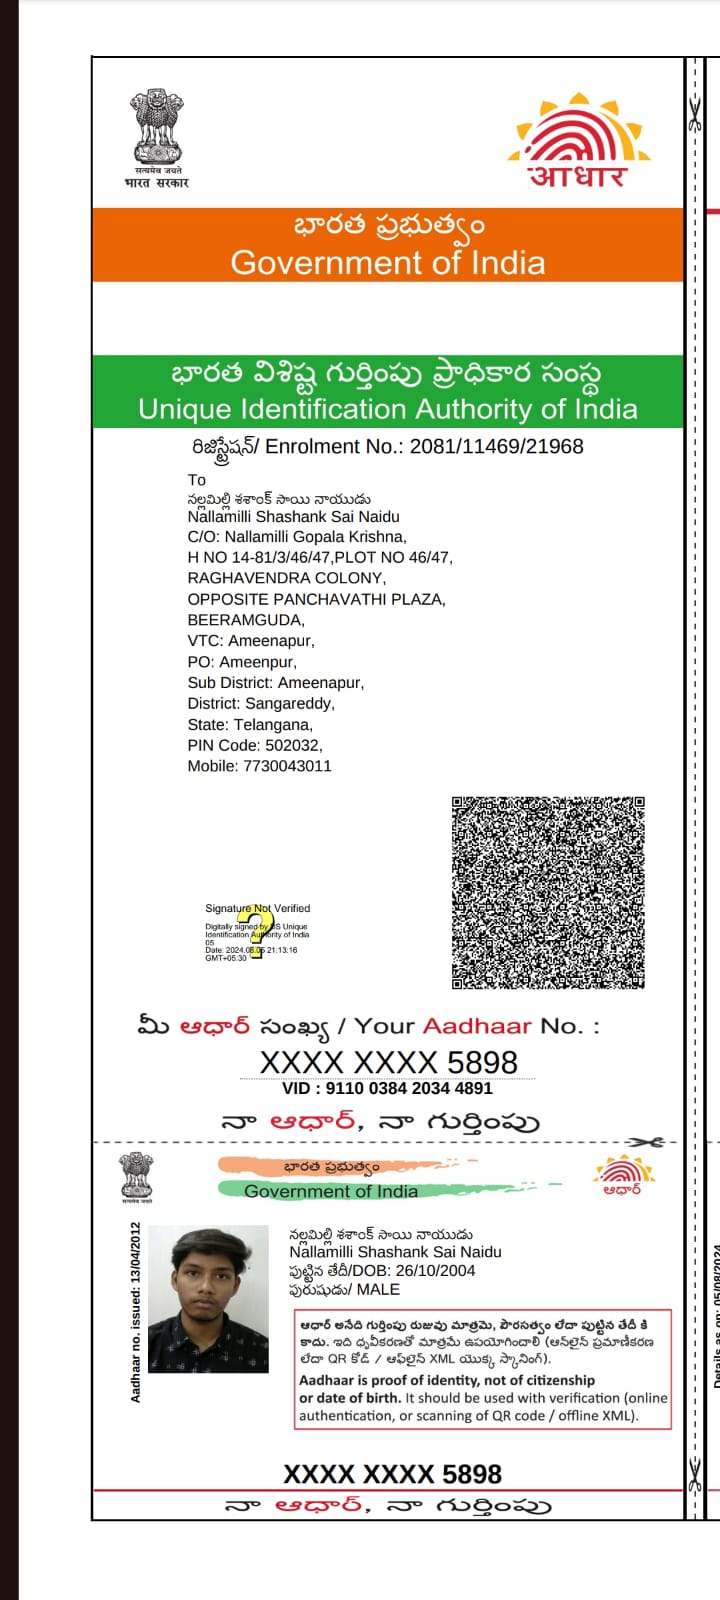 सत्यमेव जयते
भारत सरकार
आधार
భారత ప్రభుత్వం
Government of India
భారత విశిష్ట గుర్తింపు ప్రాధికార సంస్థ
Unique Identification Authority of India
రిజిస్ట్రేషన్/ Enrolment No.: 2081/11469/21968
To
నల్లమిల్లి శశాంక్ సాయి నాయుడు
Nallamilli Shashank Sai Naidu
C/O: Nallamilli Gopala Krishna,
H NO 14-81/3/46/47,PLOT NO 46/47,
RAGHAVENDRA COLONY,
OPPOSITE PANCHAVATHI PLAZA,
BEERAMGUDA,
VTC: Ameenapur,
PO: Ameenpur,
Sub District: Ameenapur,
District: Sangareddy,
State: Telangana,
PIN Code: 502032,
Mobile: 7730043011
Signature Not Verified
Digitally signed by DS Unique
Identification Authority of India
05
Date: 2024.08.05 21:13:16
GMT+05:30
మీ ఆధార్ సంఖ్య / Your Aadhaar No. :
XXXX XXXX 5898
VID : 9110 0384 2034 4891
నా ఆధార్, నా గుర్తింపు
భారత ప్రభుత్వం
Government of India
सत्यमेव जयते
ఆధార్
Aadhaar no. issued: 13/04/2012
నల్లమిల్లి శశాంక్ సాయి నాయుడు
Nallamilli Shashank Sai Naidu
పుట్టిన తేదీ/DOB: 26/10/2004
పురుషుడు/ MALE
ఆధార్ అనేది గుర్తింపు రుజువు మాత్రమే, పౌరసత్వం లేదా పుట్టిన తేదీ కి
కాదు. ఇది ధృవీకరణతో మాత్రమే ఉపయోగించాలి (ఆన్‌లైన్ ప్రమాణీకరణ
లేదా QR కోడ్ / ఆఫ్‌లైన్ XML యొక్క స్కానింగ్).
Aadhaar is proof of identity, not of citizenship
or date of birth. It should be used with verification (online
authentication, or scanning of QR code / offline XML).
XXXX XXXX 5898
నా ఆధార్, నా గుర్తింపు
Details as on: 05/08/2024